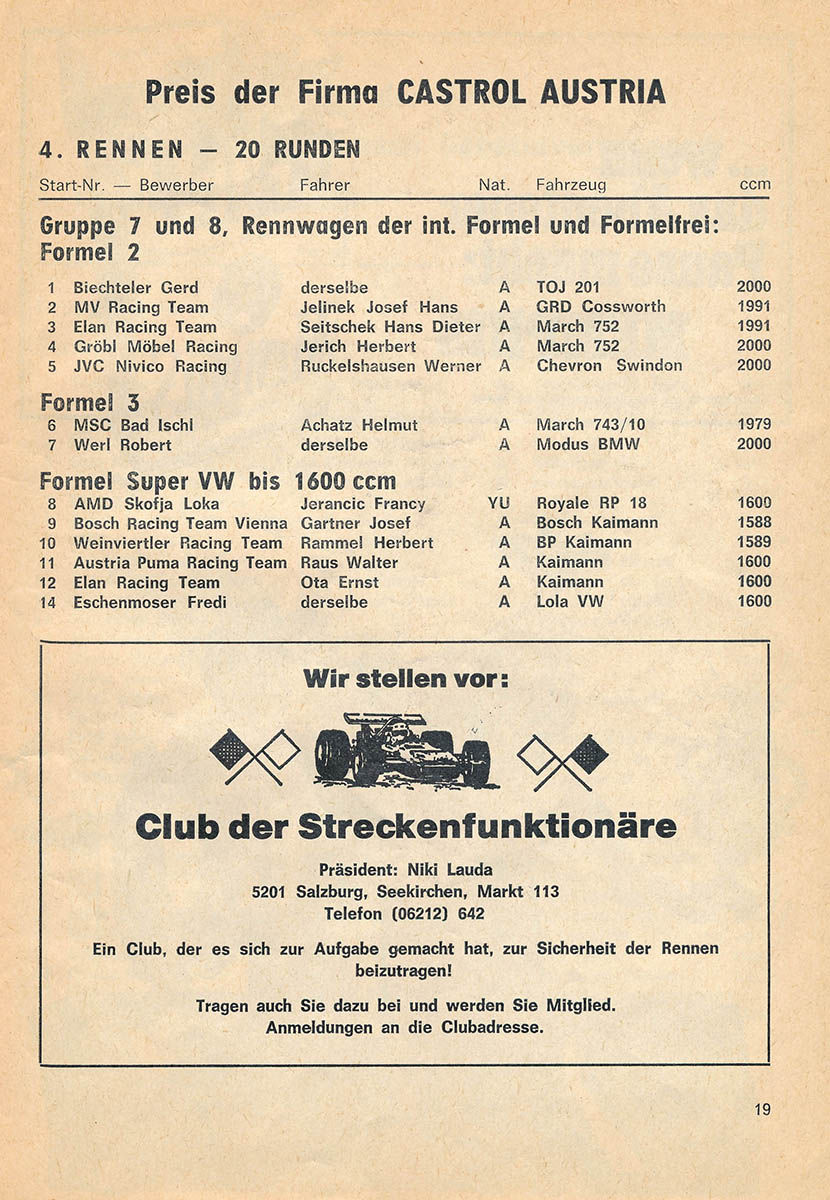 Preis der Firma CASTROL AUSTRIA
4. RENNEN — 20 RUNDEN
Start-Nr. — Bewerber Fahrer Nat. Fahrzeug ccm
Gruppe 7 und 8, Rennwagen der int. Formel und Formelfrei:
Formel 2
1 Biechteler Gerd derselbe A TOJ 201 2000
2 MV Racing Team Jelinek Josef Hans A GRD Cossworth 1991
3 Elan Racing Team Seitschek Hans Dieter A March 752 1991
4 Gröbl Möbel Racing Jerich Herbert A March 752 2000
5 JVC Nivico Racing Ruckelshausen Werner A Chevron Swindon 2000
Formel 3
6 MSC Bad Ischl Achatz Helmut A March 743/10 1979
7 Werl Robert derselbe A Modus BMW 2000
Formel Super VW bis 1600 ccm
8 AMD Skofja Loka Jerancic Francy YU Royale RP 18 1600
9 Bosch Racing Team Vienna Gartner Josef A Bosch Kaimann 1588
10 Weinviertler Racing Team Rammel Herbert A BP Kaimann 1589
11 Austria Puma Racing Team Raus Walter A Kaimann 1600
12 Elan Racing Team Ota Ernst A Kaimann 1600
14 Eschenmoser Fredi derselbe A Lola VW 1600
Wir stellen vor:
Club der Streckenfunktionäre
Präsident: Niki Lauda
5201 Salzburg, Seekirchen, Markt 113
Telefon (06212) 642
Ein Club, der es sich zur Aufgabe gemacht hat, zur Sicherheit der Rennen
beizutragen!
Tragen auch Sie dazu bei und werden Sie Mitglied.
Anmeldungen an die Clubadresse.
19